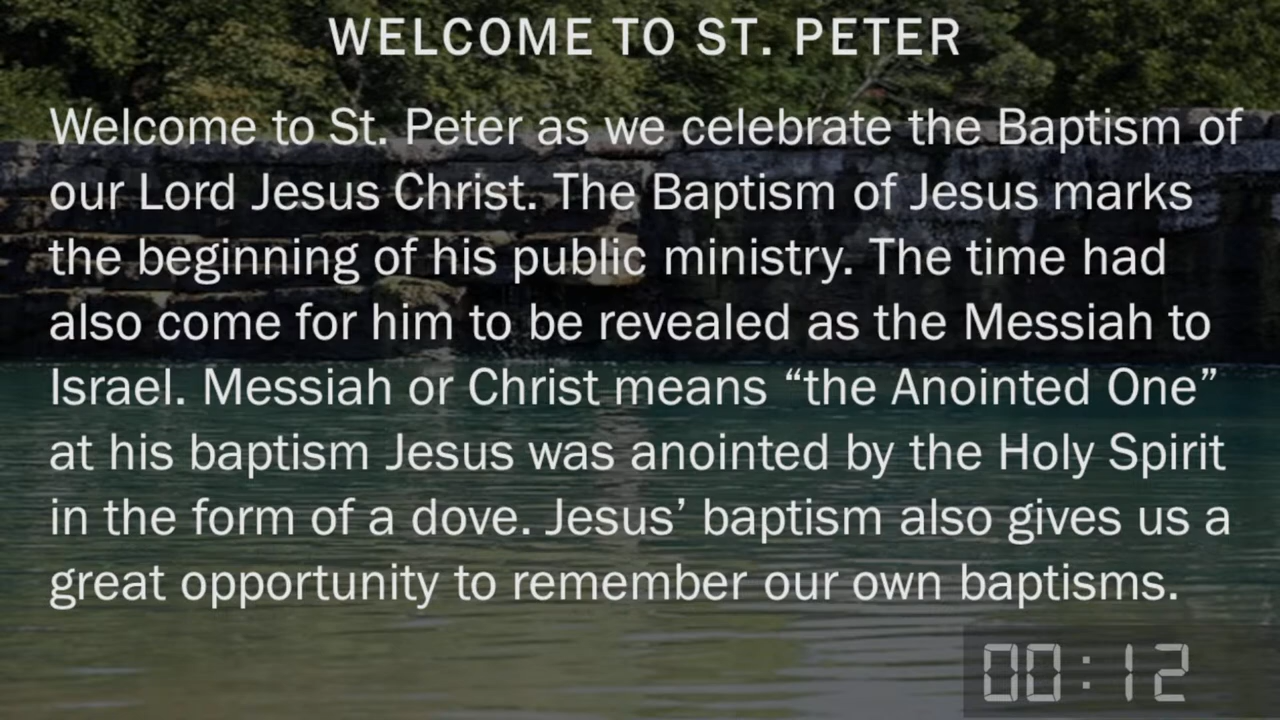 WELCOME TO ST. PETER
Welcome to St. Peter as we celebrate the Baptism of
our Lord Jesus Christ. The Baptism of Jesus marks
the beginning of his public ministry. The time had
also come for him to be revealed as the Messiah to
Israel. Messiah or Christ means “the Anointed One”
at his baptism Jesus was anointed by the Holy Spirit
in the form of a dove. Jesus’ baptism also gives us a
great opportunity to remember our own baptisms.
00:12